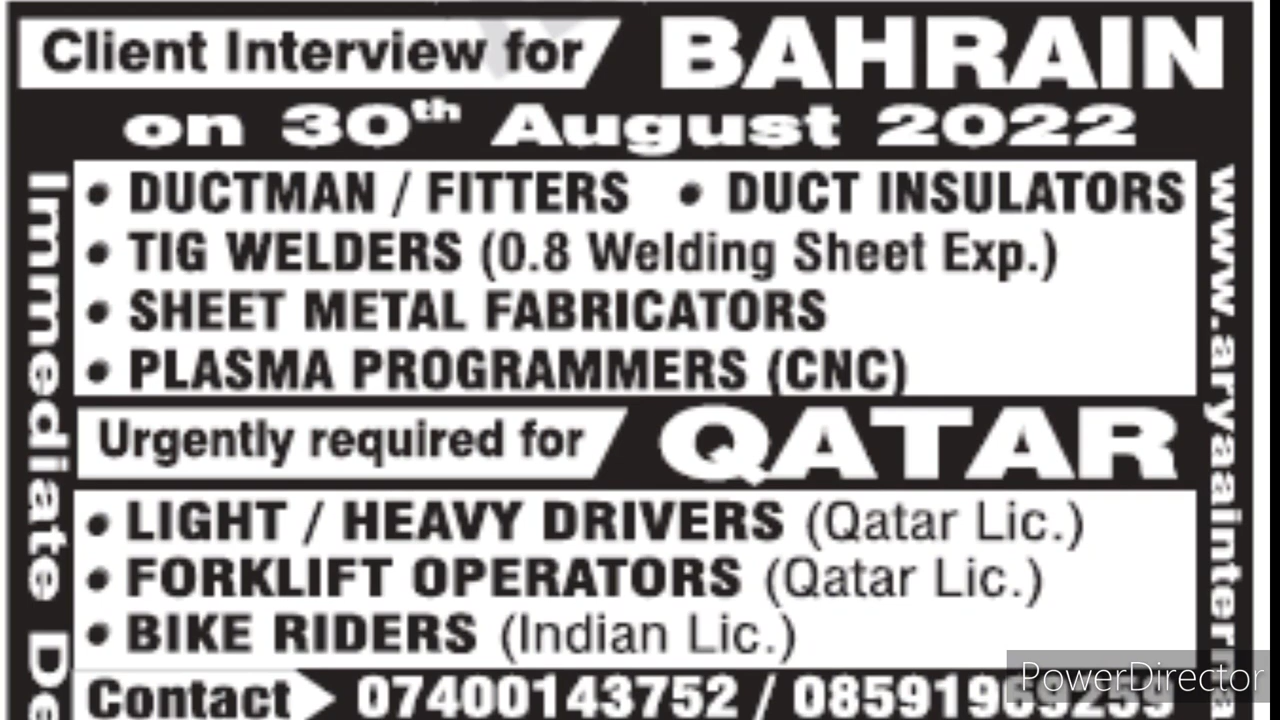 Client Interview for BAHRAIN
on 30th August 2022
• DUCTMAN / FITTERS • DUCT INSULATORS
• TIG WELDERS (0.8 Welding Sheet Exp.)
• SHEET METAL FABRICATORS
• PLASMA PROGRAMMERS (CNC)
Urgently required for QATAR
• LIGHT / HEAVY DRIVERS (Qatar Lic.)
• FORKLIFT OPERATORS (Qatar Lic.)
• BIKE RIDERS (Indian Lic.)
Contact 07400143752 /
Immediate
PowerDirector